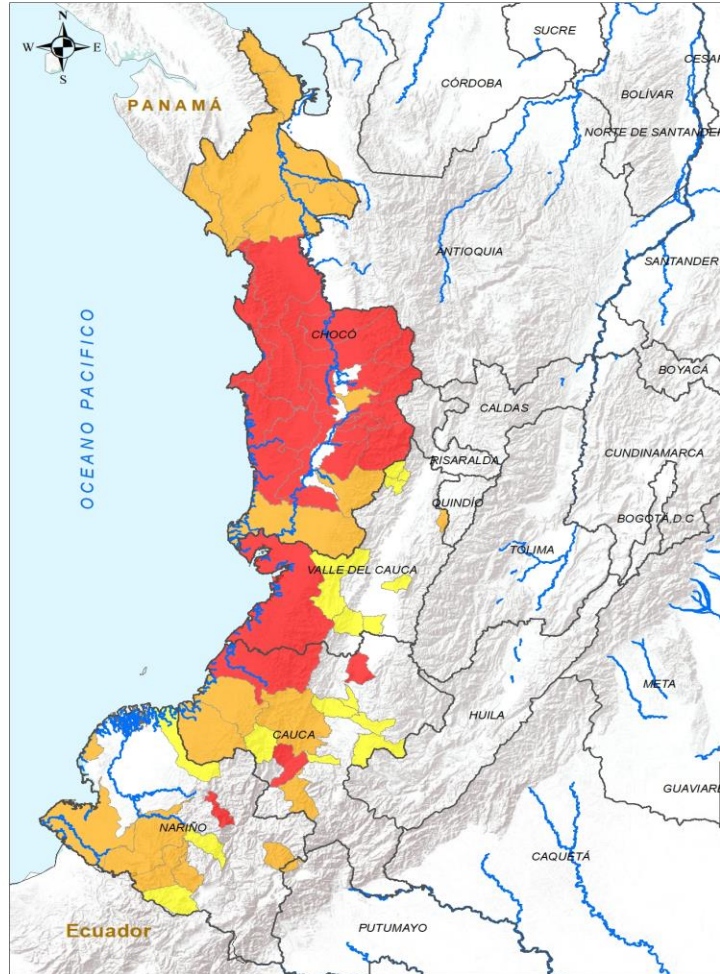 N
W E
S
SUCRE
CESAR
CÓRDOBA
BOLÍVAR
PANAMÁ
NORTE DE SANTANDER
ANTIOQUIA
SANTANDER
OCEANO PACIFICO
CHOCÓ
BOYACÁ
CALDAS
CUNDINAMARCA
RISARALDA
QUINDÍO
BOGOTÁ,D.C
TOLIMA
VALLE DEL CAUCA
META
HUILA
CAUCA
GUAVIARE
NARIÑO
CAQUETÁ
Ecuador
PUTUMAYO